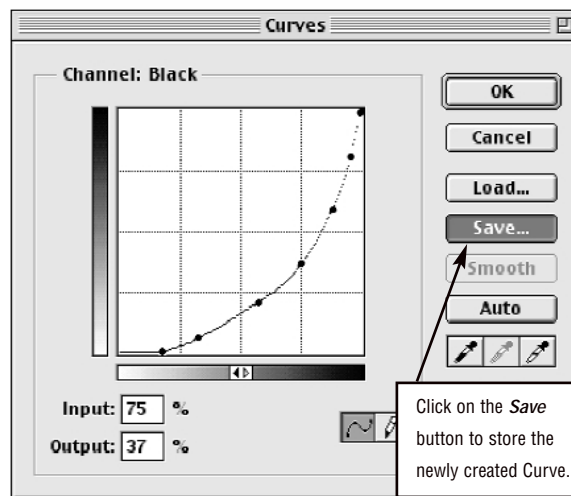 Curves
Channel: Black
OK
Cancel
Load...
Save...
Smooth
Auto
Input: 75 %
Output: 37 %
Click on the Save
button to store the
newly created Curve.